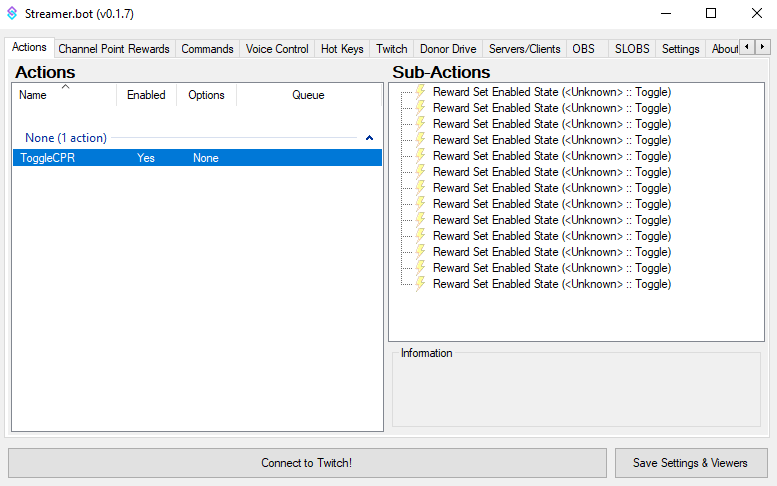 Streamer.bot (v0.1.7)
Actions Channel Point Rewards Commands Voice Control Hot Keys Twitch Donor Drive Servers/Clients OBS SLOBS Settings About
Actions
Name Enabled Options Queue
None (1 action)
ToggleCPR Yes None
Sub-Actions
Reward Set Enabled State (<Unknown> :: Toggle)
Reward Set Enabled State (<Unknown> :: Toggle)
Reward Set Enabled State (<Unknown> :: Toggle)
Reward Set Enabled State (<Unknown> :: Toggle)
Reward Set Enabled State (<Unknown> :: Toggle)
Reward Set Enabled State (<Unknown> :: Toggle)
Reward Set Enabled State (<Unknown> :: Toggle)
Reward Set Enabled State (<Unknown> :: Toggle)
Reward Set Enabled State (<Unknown> :: Toggle)
Reward Set Enabled State (<Unknown> :: Toggle)
Reward Set Enabled State (<Unknown> :: Toggle)
Reward Set Enabled State (<Unknown> :: Toggle)
Reward Set Enabled State (<Unknown> :: Toggle)
Information
Connect to Twitch! Save Settings & Viewers